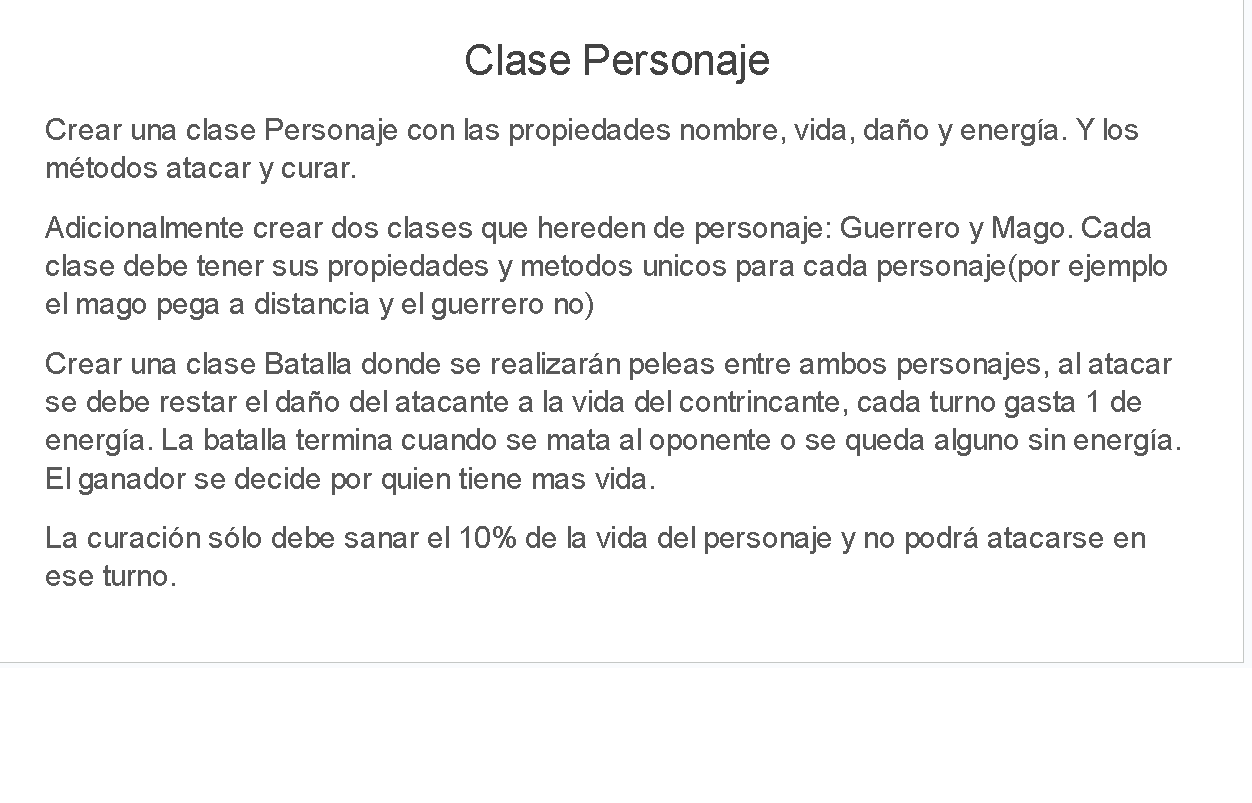 Clase Personaje
Crear una clase Personaje con las propiedades nombre, vida, daño y energía. Y los
métodos atacar y curar.
Adicionalmente crear dos clases que hereden de personaje: Guerrero y Mago. Cada
clase debe tener sus propiedades y metodos unicos para cada personaje(por ejemplo
el mago pega a distancia y el guerrero no)
Crear una clase Batalla donde se realizarán peleas entre ambos personajes, al atacar
se debe restar el daño del atacante a la vida del contrincante, cada turno gasta 1 de
energía. La batalla termina cuando se mata al oponente o se queda alguno sin energía.
El ganador se decide por quien tiene mas vida.
La curación sólo debe sanar el 10% de la vida del personaje y no podrá atacarse en
ese turno.